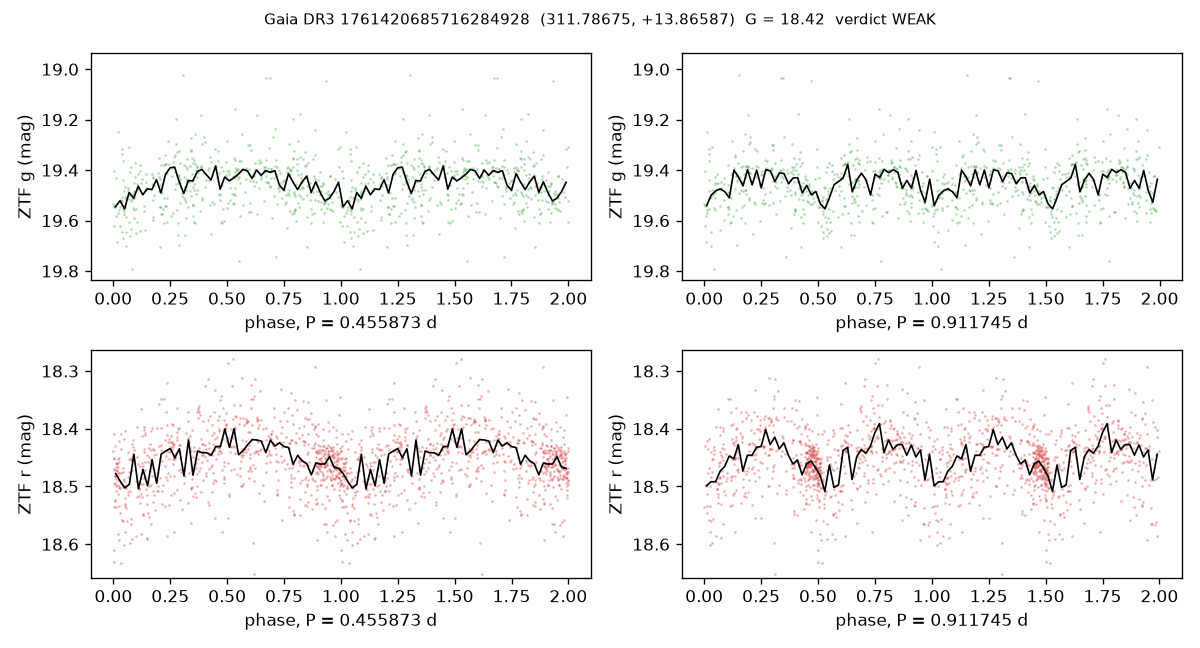 Gaia DR3 1761420685716284928 (311.78675, +13.86587) G = 18.42 verdict WEAK
ZTF g (mag)
19.0
19.2
19.4
19.6
19.8
0.00 0.25 0.50 0.75 1.00 1.25 1.50 1.75 2.00
phase, P = 0.455873 d
ZTF g (mag)
19.0
19.2
19.4
19.6
19.8
0.00 0.25 0.50 0.75 1.00 1.25 1.50 1.75 2.00
phase, P = 0.911745 d
ZTF r (mag)
18.3
18.4
18.5
18.6
0.00 0.25 0.50 0.75 1.00 1.25 1.50 1.75 2.00
phase, P = 0.455873 d
ZTF r (mag)
18.3
18.4
18.5
18.6
0.00 0.25 0.50 0.75 1.00 1.25 1.50 1.75 2.00
phase, P = 0.911745 d